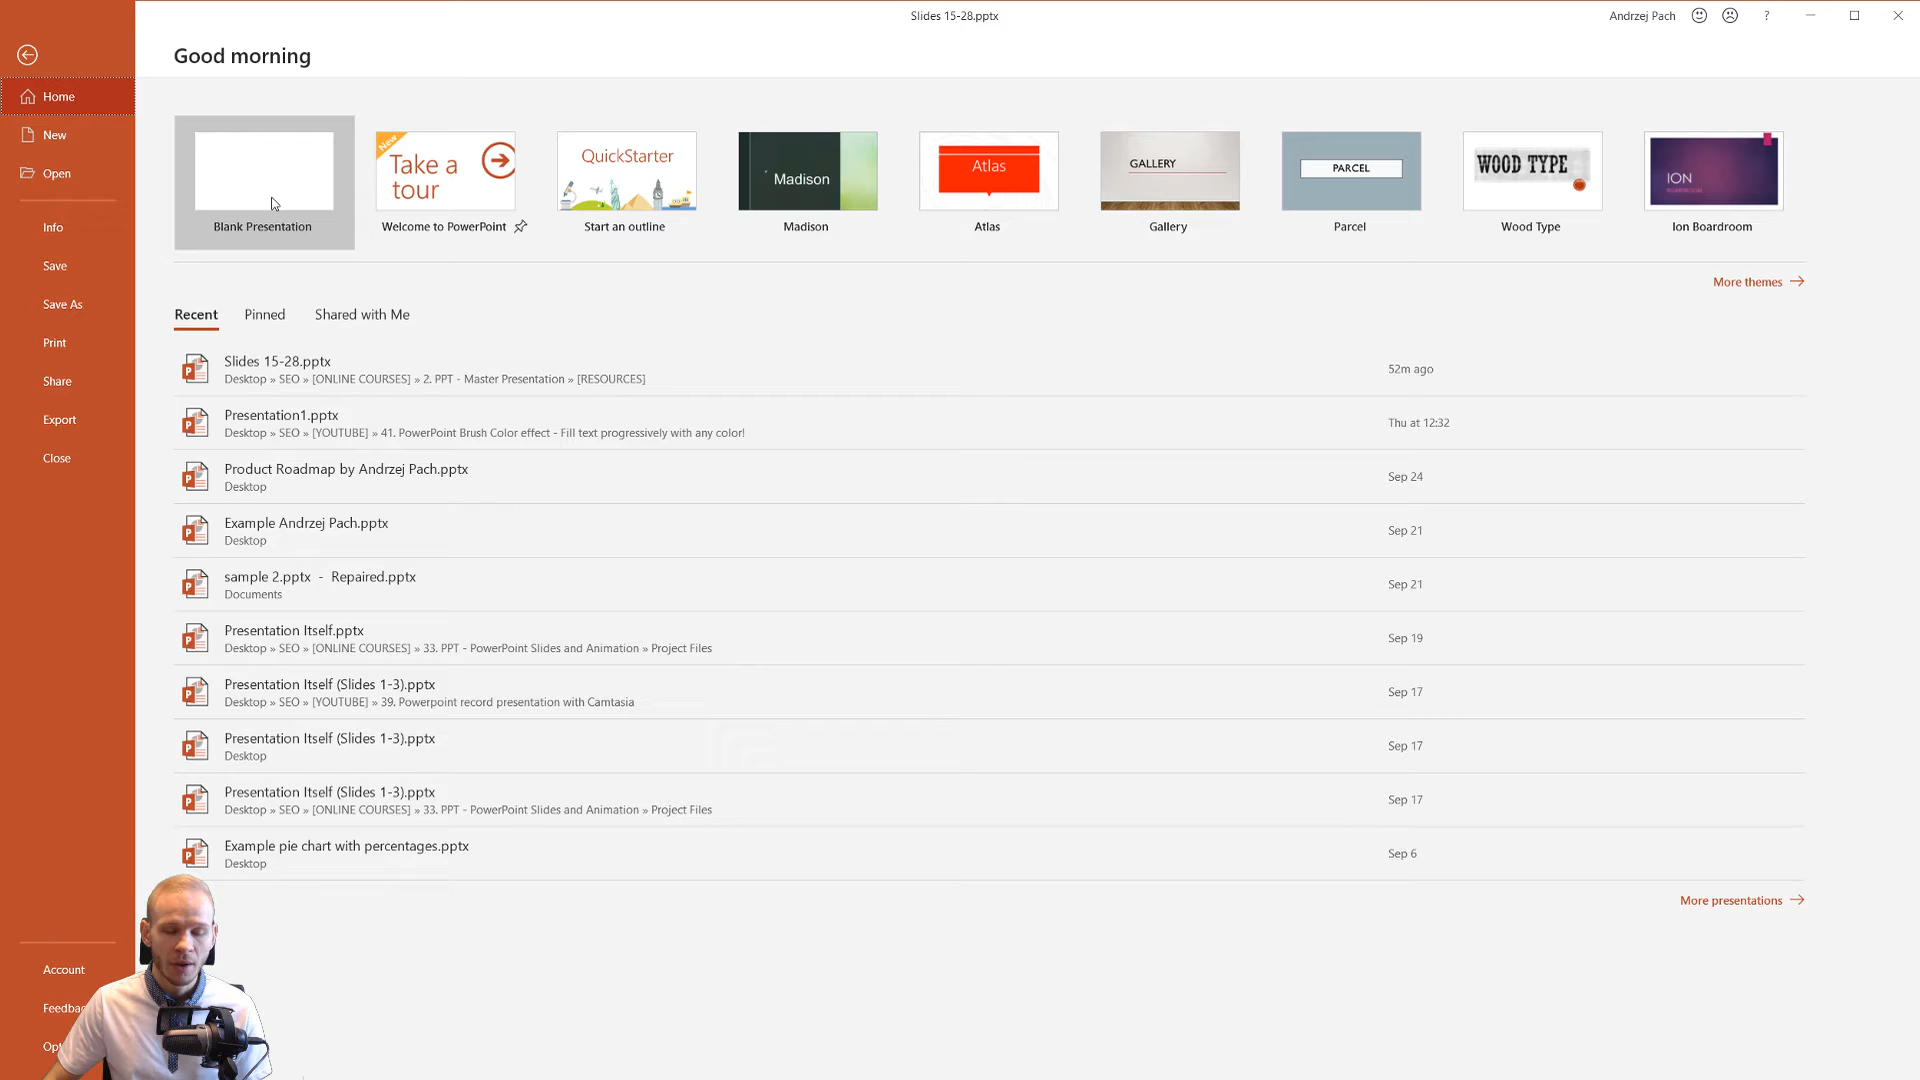 Slides 15-28.pptx
Andrzej Pach
?
Good morning
Home
New
Open
Info
Save
Save As
Print
Share
Export
Close
Account
New
Take a
tour
QuickStarter
Madison
Atlas
GALLERY
PARCEL
WOOD TYPE
ION
Blank Presentation
Welcome to PowerPoint
Start an outline
Madison
Atlas
Gallery
Parcel
Wood Type
Ion Boardroom
More themes
Recent
Pinned
Shared with Me
Slides 15-28.pptx
Desktop » SEO » [ONLINE COURSES] » 2. PPT - Master Presentation » [RESOURCES]
52m ago
Presentation1.pptx
Desktop » SEO » [YOUTUBE] » 41. PowerPoint Brush Color effect - Fill text progressively with any color!
Thu at 12:32
Product Roadmap by Andrzej Pach.pptx
Desktop
Sep 24
Example Andrzej Pach.pptx
Desktop
Sep 21
sample 2.pptx  -  Repaired.pptx
Documents
Sep 21
Presentation Itself.pptx
Desktop » SEO » [ONLINE COURSES] » 33. PPT - PowerPoint Slides and Animation » Project Files
Sep 19
Presentation Itself (Slides 1-3).pptx
Desktop » SEO » [YOUTUBE] » 39. Powerpoint record presentation with Camtasia
Sep 17
Presentation Itself (Slides 1-3).pptx
Desktop
Sep 17
Presentation Itself (Slides 1-3).pptx
Desktop » SEO » [ONLINE COURSES] » 33. PPT - PowerPoint Slides and Animation » Project Files
Sep 17
Example pie chart with percentages.pptx
Desktop
Sep 6
More presentations